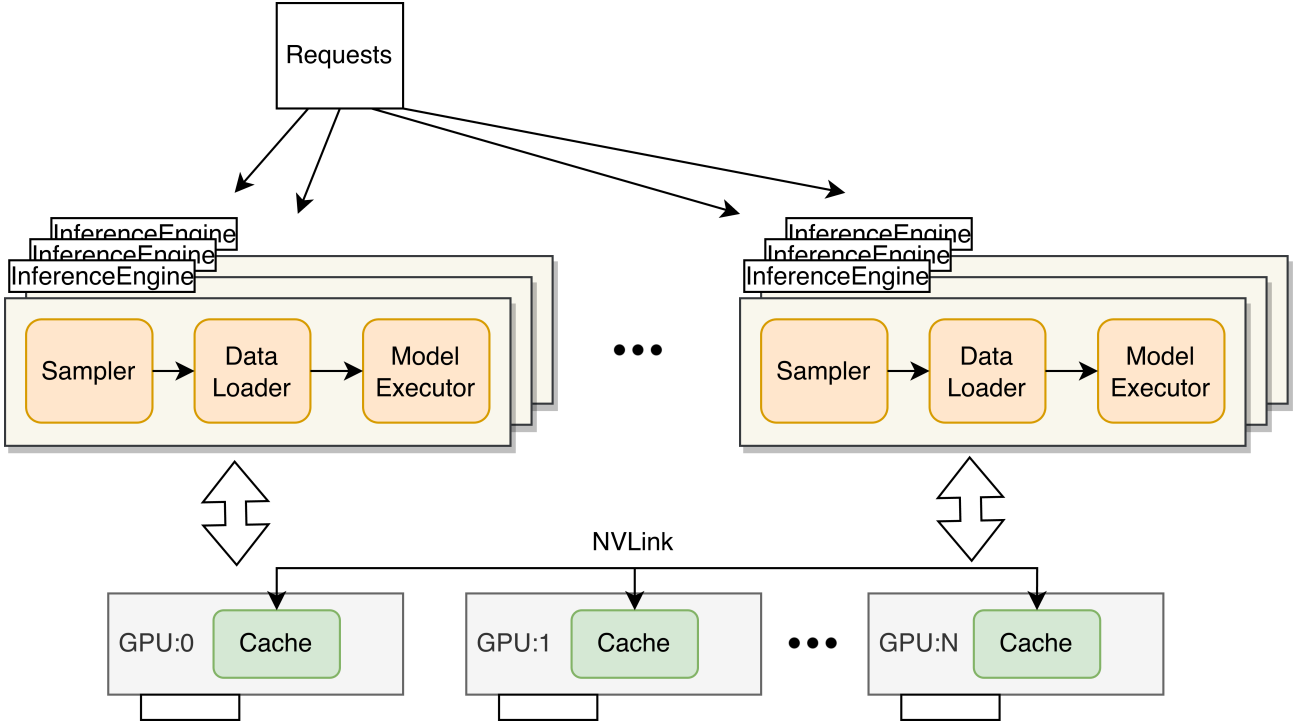 Requests
InferenceEngine
InferenceEngine
InferenceEngine
Sampler
Data
Loader
Model
Executor
InferenceEngine
InferenceEngine
InferenceEngine
Sampler
Data
Loader
Model
Executor
NVLink
GPU:0
Cache
GPU:1
Cache
GPU:N
Cache